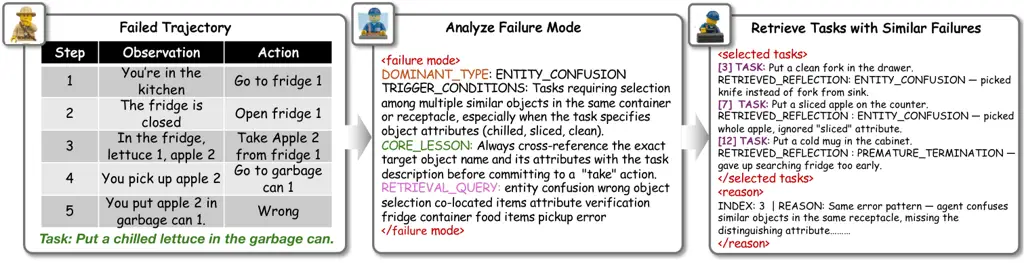 Failed Trajectory
Step Observation Action
1 You're in the kitchen Go to fridge 1
2 The fridge is closed Open fridge 1
3 In the fridge, lettuce 1, apple 2 Take Apple 2 from fridge 1
4 You pick up apple 2 Go to garbage can 1
5 You put apple 2 in garbage can 1. Wrong
Task: Put a chilled lettuce in the garbage can.
Analyze Failure Mode
<failure mode>
DOMINANT_TYPE: ENTITY_CONFUSION
TRIGGER_CONDITIONS: Tasks requiring selection
among multiple similar objects in the same container
or receptacle, especially when the task specifies
object attributes (chilled, sliced, clean).
CORE_LESSON: Always cross-reference the exact
target object name and its attributes with the task
description before committing to a "take" action.
RETRIEVAL_QUERY: entity confusion wrong object
selection co-located items attribute verification
fridge container food items pickup error
</failure mode>
Retrieve Tasks with Similar Failures
<selected tasks>
[3] TASK: Put a clean fork in the drawer.
RETRIEVED_REFLECTION: ENTITY_CONFUSION — picked
knife instead of fork from sink.
[7] TASK: Put a sliced apple on the counter.
RETRIEVED_REFLECTION : ENTITY_CONFUSION — picked
whole apple, ignored "sliced" attribute.
[12] TASK: Put a cold mug in the cabinet.
RETRIEVED_REFLECTION : PREMATURE_TERMINATION —
gave up searching fridge too early.
</selected tasks>
<reason>
INDEX: 3 | REASON: Same error pattern — agent confuses
similar objects in the same receptacle, missing the
distinguishing attribute.........
</reason>